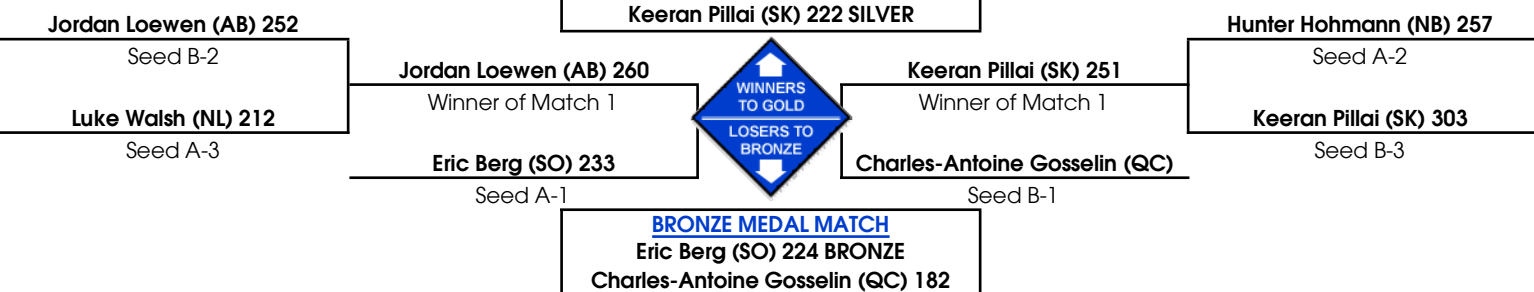 Keeran Pillai (SK) 222 SILVER
Jordan Loewen (AB) 252
Seed B-2
Luke Walsh (NL) 212
Seed A-3
Jordan Loewen (AB) 260
Winner of Match 1
Eric Berg (SO) 233
Seed A-1
WINNERS
TO GOLD
LOSERS TO
BRONZE
Keeran Pillai (SK) 251
Winner of Match 1
Charles-Antoine Gosselin (QC)
Seed B-1
Hunter Hohmann (NB) 257
Seed A-2
Keeran Pillai (SK) 303
Seed B-3
BRONZE MEDAL MATCH
Eric Berg (SO) 224 BRONZE
Charles-Antoine Gosselin (QC) 182